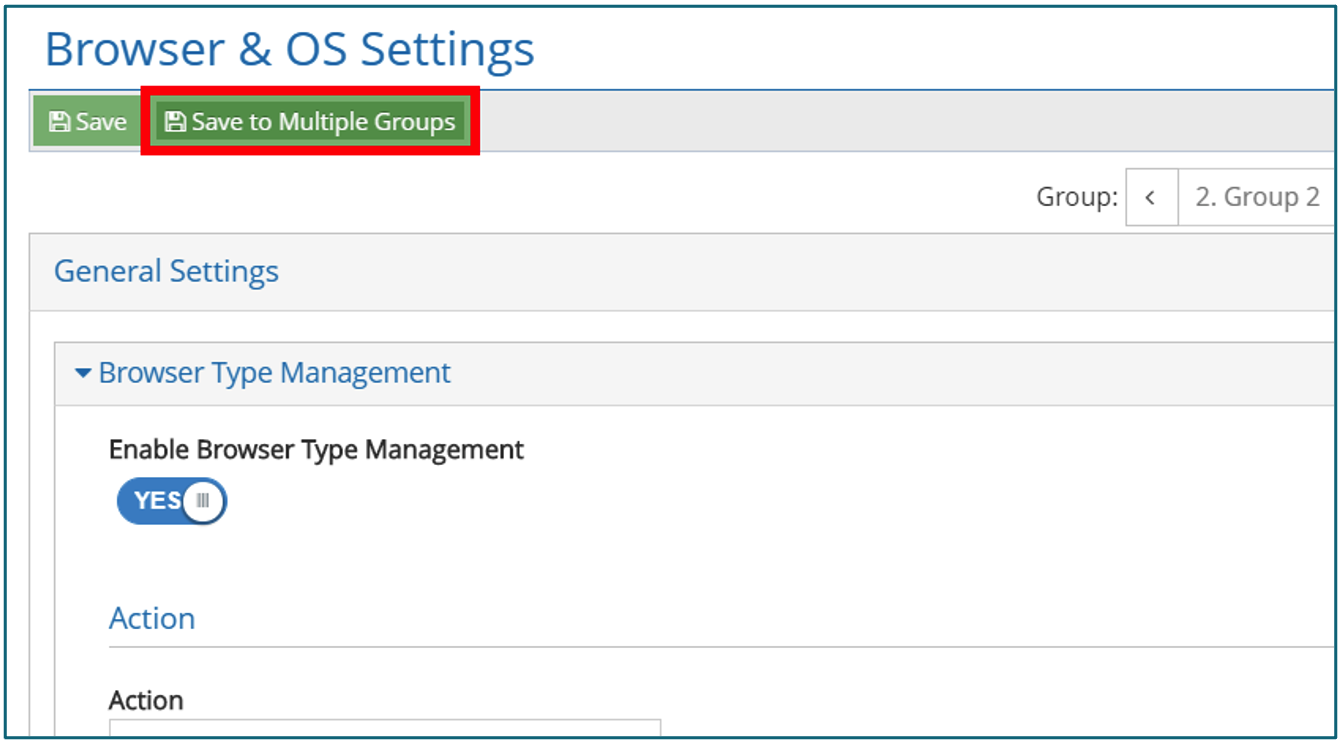 Browser & OS Settings
Save Save to Multiple Groups
Group: < 2. Group 2
General Settings
Browser Type Management
Enable Browser Type Management
YES
Action
Action